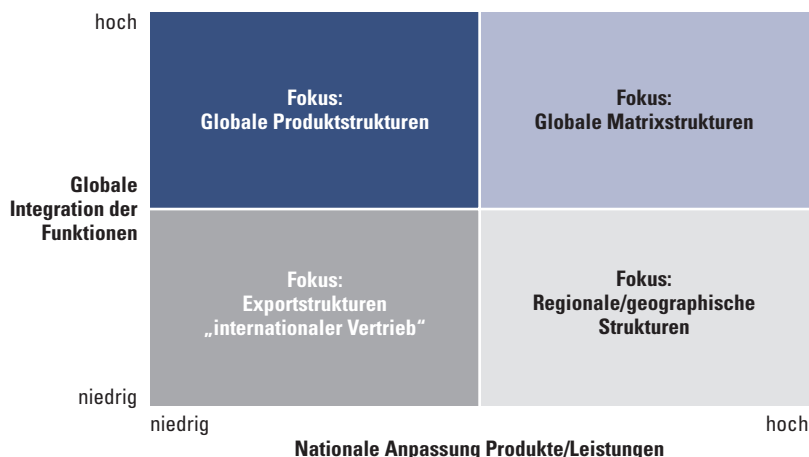 hoch
Fokus:
Globale Produktstrukturen
Fokus:
Globale Matrixstrukturen
Globale
Integration der
Funktionen
Fokus:
Exportstrukturen
„internationaler Vertrieb“
Fokus:
Regionale/geographische
Strukturen
niedrig
niedrig
hoch
Nationale Anpassung Produkte/Leistungen